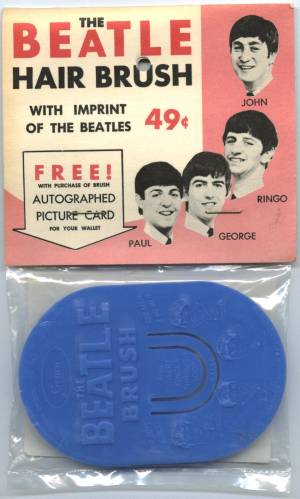 THE
BEATLE
HAIR BRUSH
WITH IMPRINT
OF THE BEATLES 49¢
JOHN
RINGO
GEORGE
PAUL
FREE!
WITH PURCHASE OF BRUSH
AUTOGRAPHED
PICTURE CARD
FOR YOUR WALLET
THE
BEATLE
BRUSH